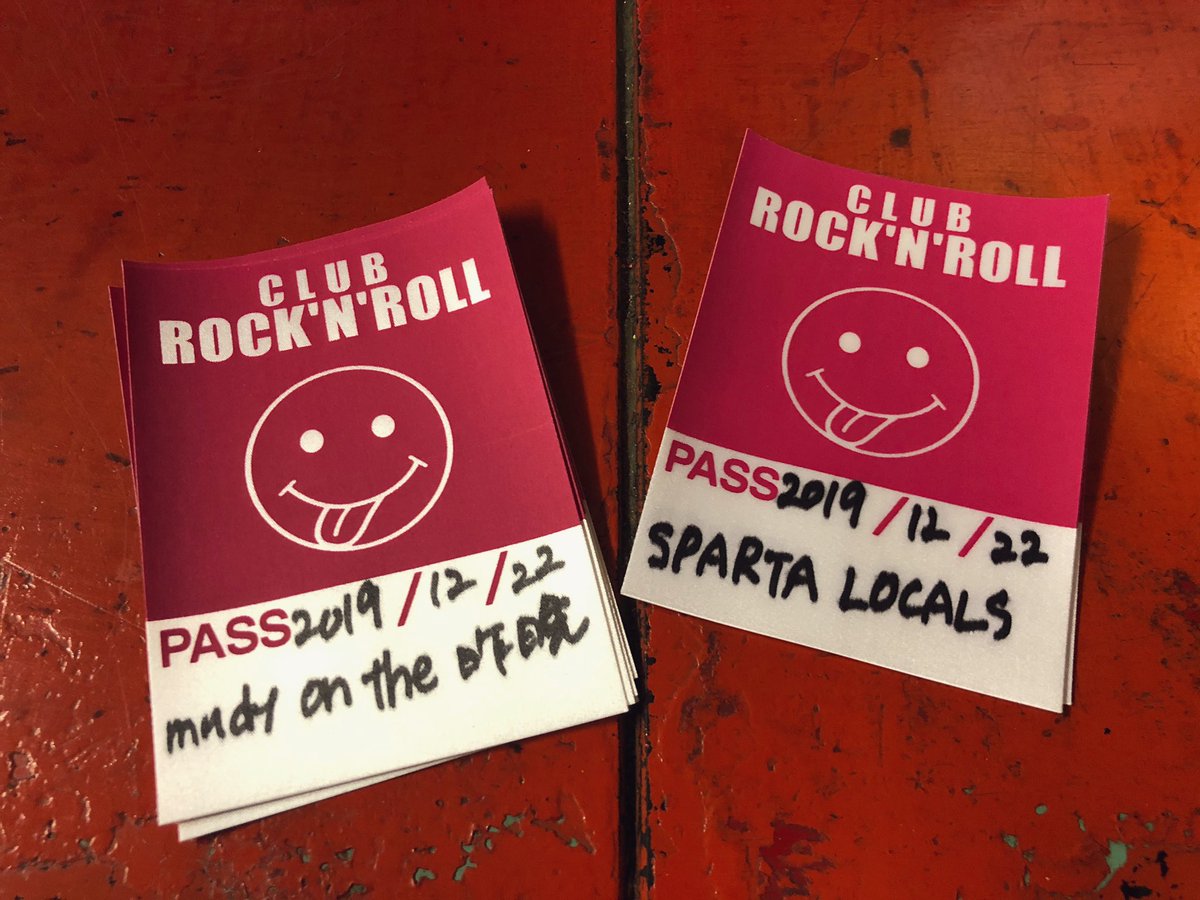 CLUB
ROCK'N'ROLL
PASS2019/12/22
mudy on the 昨晩
CLUB
ROCK'N'ROLL
PASS2019/12/22
SPARTA LOCALS